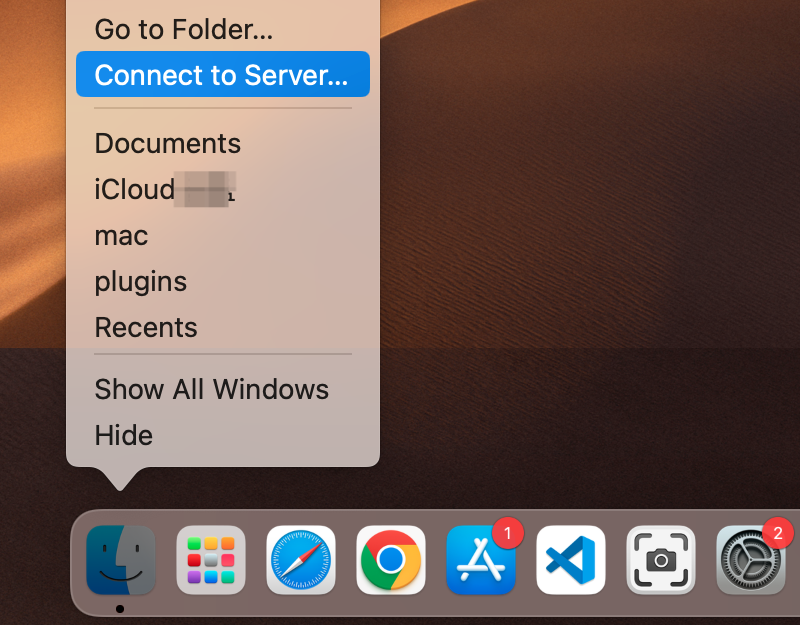 Go to Folder...
Connect to Server...
Documents
iCloud
mac
plugins
Recents
Show All Windows
Hide
1
2